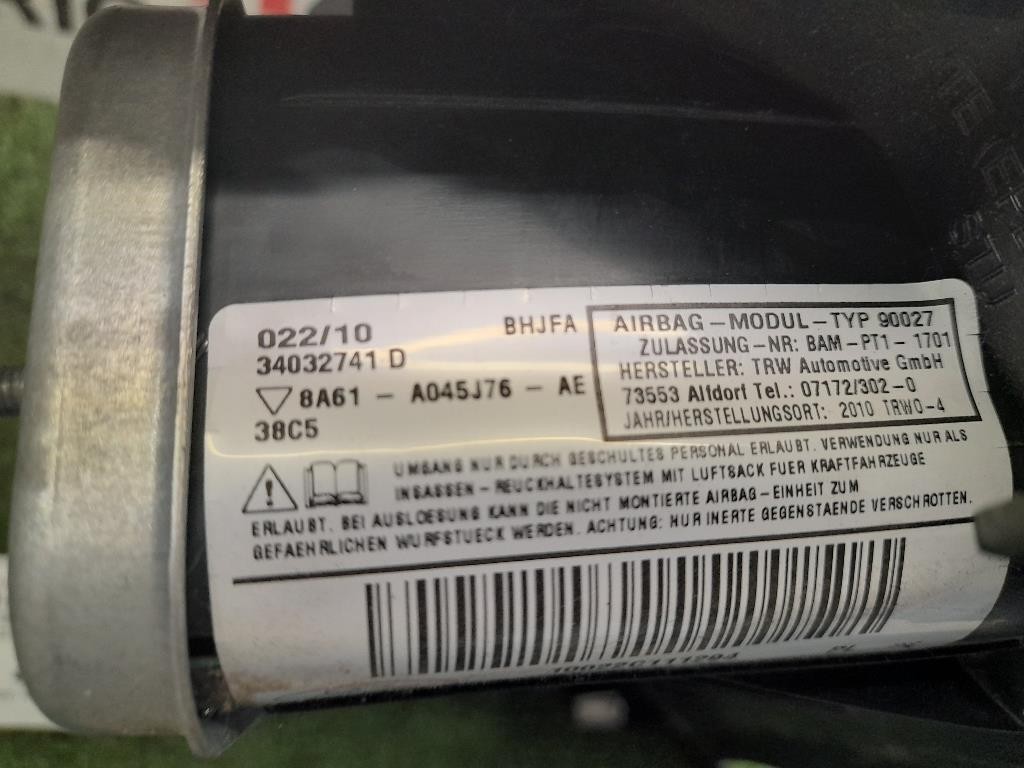 022/10
BHJFA
34032741 D
8A61 - A045J76 - AE
38C5
AIRBAG-MODUL-TYP 90027
ZULASSUNG-NR: BAM-PT1-1701
HERSTELLER: TRW Automotive GmbH
73553 Alfdorf Tel.: 07172/302-0
JAHR/HERSTELLUNGSORT: 2010 TRWO-4
UMGANG NUR DURCH GESCHULTES PERSONAL ERLAUBT. VERWENDUNG NUR ALS
INSASSEN-REUCKHALTESYSTEM MIT LUFTSACK FUER KRAFTFAHRZEUGE
ERLAUBT. BEI AUSLOESUNG KANN DIE NICHT MONTIERTE AIRBAG-EINHEIT ZUM
GEFAEHRLICHEN WURFSTUECK WERDEN. ACHTUNG: NUR INERTE GEGENSTAENDE VERSCHROTTEN.